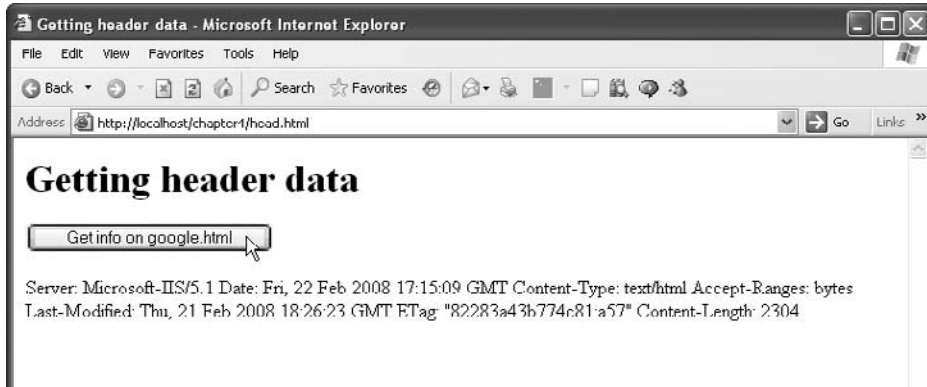 Getting header data - Microsoft Internet Explorer
File Edit View Favorites Tools Help
Back Search Favorites
Address http://localhost/chapter4/head.html Go Links »
Getting header data
Get info on google.html
Server: Microsoft-IIS/5.1 Date: Fri, 22 Feb 2008 17:15:09 GMT Content-Type: text/html Accept-Ranges: bytes
Last-Modified: Thu, 21 Feb 2008 18:26:23 GMT ETag: "82283a43b774c81:a57" Content-Length: 2304